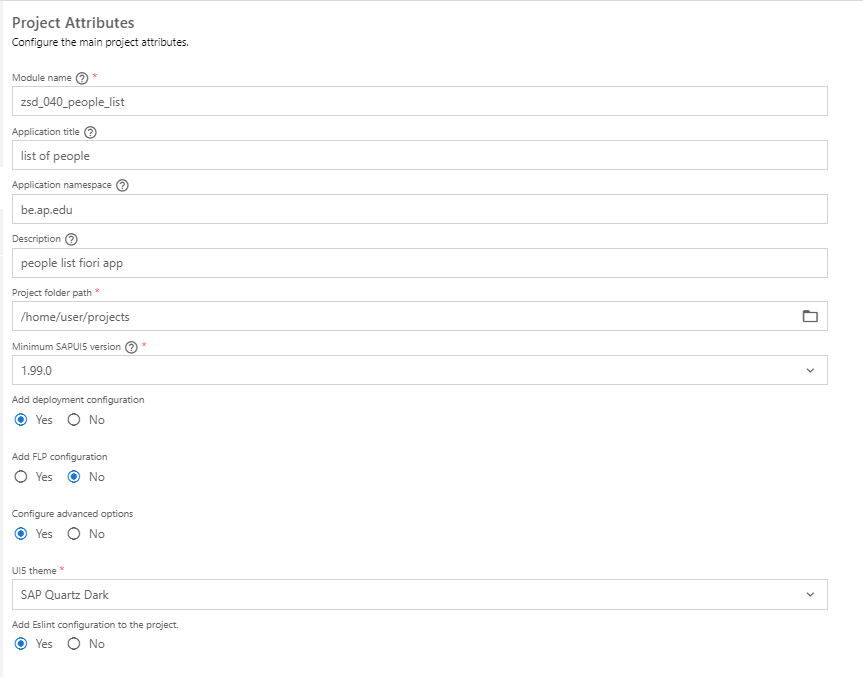 Project Attributes
Configure the main project attributes.
Module name ? *
zsd_040_people_list
Application title ?
list of people
Application namespace ?
be.ap.edu
Description ?
people list fiori app
Project folder path *
/home/user/projects
Minimum SAPUI5 version ? *
1.99.0
Add deployment configuration
Yes No
Add FLP configuration
Yes No
Configure advanced options
Yes No
UI5 theme *
SAP Quartz Dark
Add Eslint configuration to the project.
Yes No